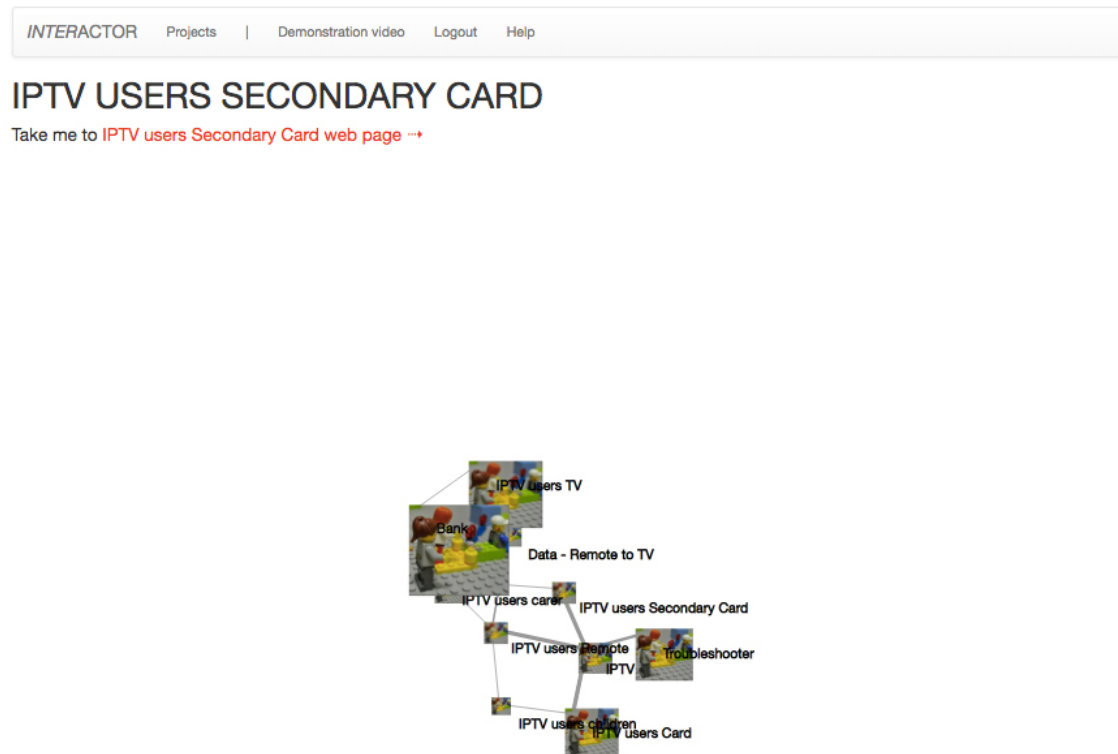 INTERACTOR Projects | Demonstration video Logout Help
IPTV USERS SECONDARY CARD
Take me to IPTV users Secondary Card web page ⤑
IPTV users TV
Bank
Data - Remote to TV
IPTV users carer
IPTV users Secondary Card
IPTV users Remote
Troubleshooter
IPTV
IPTV users children
IPTV users Card